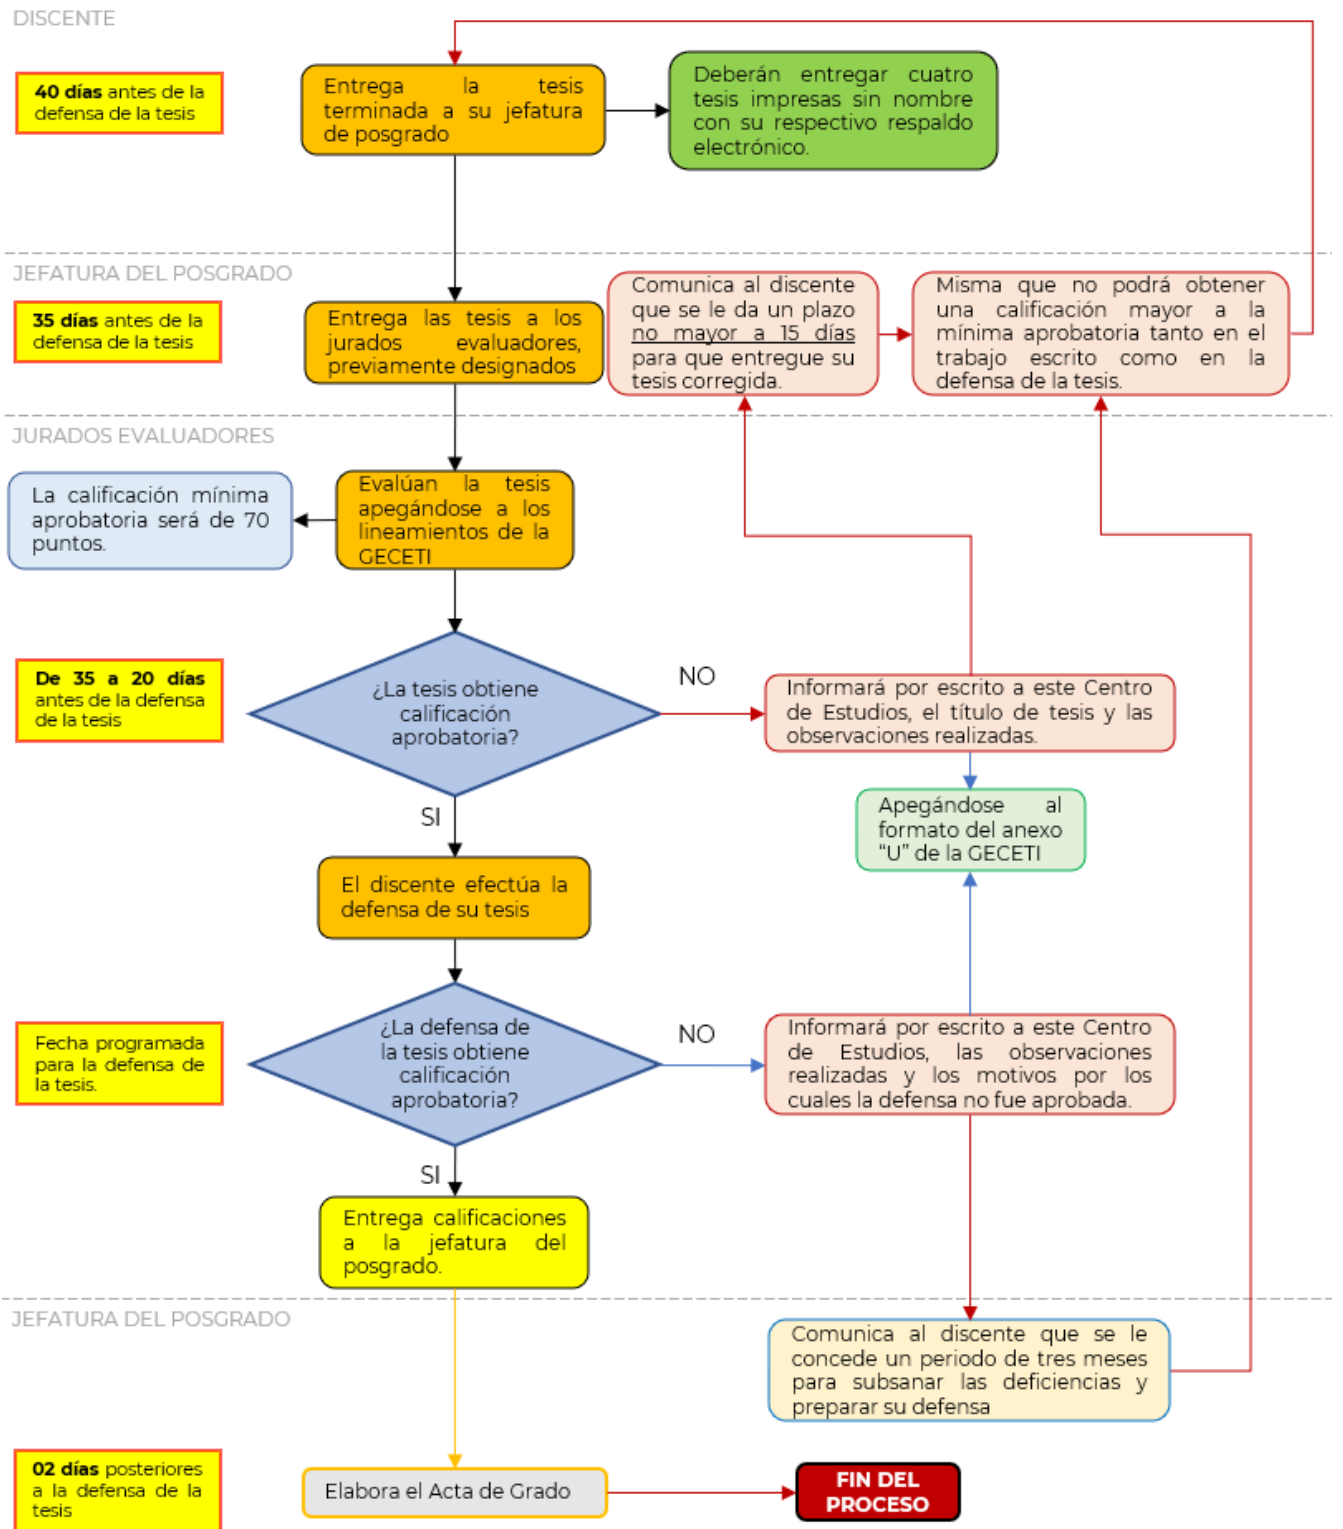 DISCENTE
40 días antes de la
defensa de la tesis
Entrega la tesis
terminada a su jefatura
de posgrado
Deberán entregar cuatro
tesis impresas sin nombre
con su respectivo respaldo
electrónico.
JEFATURA DEL POSGRADO
35 días antes de la
defensa de la tesis
Entrega las tesis a los
jurados evaluadores,
previamente designados
Comunica al discente
que se le da un plazo
no mayor a 15 días
para que entregue su
tesis corregida.
Misma que no podrá obtener
una calificación mayor a la
mínima aprobatoria tanto en el
trabajo escrito como en la
defensa de la tesis.
JURADOS EVALUADORES
La calificación mínima
aprobatoria será de 70
puntos.
Evalúan la tesis
apegándose a los
lineamientos de la
GECETI
De 35 a 20 días
antes de la defensa
de la tesis
¿La tesis obtiene
calificación
aprobatoria?
NO
Informará por escrito a este Centro
de Estudios, el título de tesis y las
observaciones realizadas.
SI
Apegándose al
formato del anexo
“U” de la GECETI
El discente efectúa la
defensa de su tesis
Fecha programada
para la defensa de
la tesis.
¿La defensa de
la tesis obtiene
calificación
aprobatoria?
NO
Informará por escrito a este Centro
de Estudios, las observaciones
realizadas y los motivos por los
cuales la defensa no fue aprobada.
SI
Entrega calificaciones
a la jefatura del
posgrado.
JEFATURA DEL POSGRADO
Comunica al discente que se le
concede un periodo de tres meses
para subsanar las deficiencias y
preparar su defensa
02 días posteriores
a la defensa de la
tesis
Elabora el Acta de Grado
FIN DEL
PROCESO